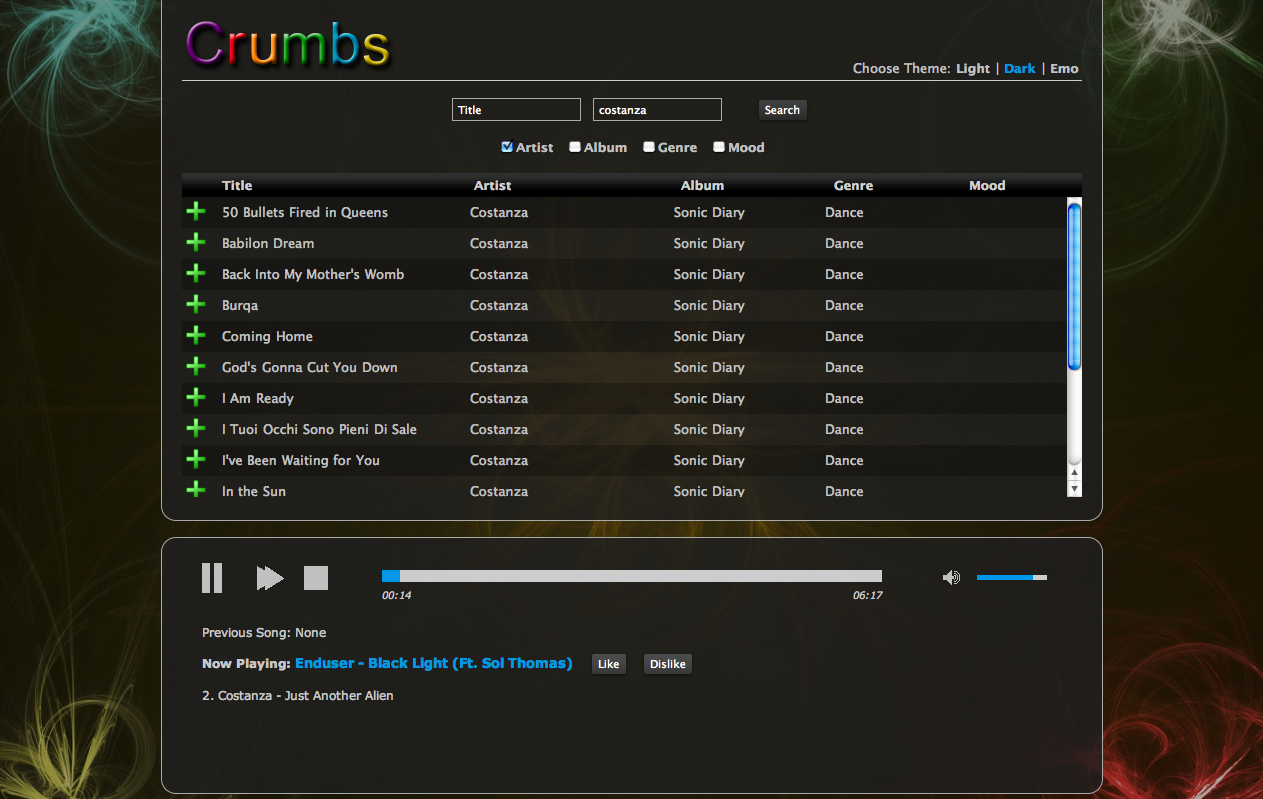 Crumbs
Choose Theme: Light | Dark | Emo
Title costanza Search
Artist Album Genre Mood
Title Artist Album Genre Mood
50 Bullets Fired in Queens Costanza Sonic Diary Dance
Babilon Dream Costanza Sonic Diary Dance
Back Into My Mother's Womb Costanza Sonic Diary Dance
Burqa Costanza Sonic Diary Dance
Coming Home Costanza Sonic Diary Dance
God's Gonna Cut You Down Costanza Sonic Diary Dance
I Am Ready Costanza Sonic Diary Dance
I Tuoi Occhi Sono Pieni Di Sale Costanza Sonic Diary Dance
I've Been Waiting for You Costanza Sonic Diary Dance
In the Sun Costanza Sonic Diary Dance
00:14 06:17
Previous Song: None
Now Playing: Enduser - Black Light (Ft. Sol Thomas) Like Dislike
2. Costanza - Just Another Alien